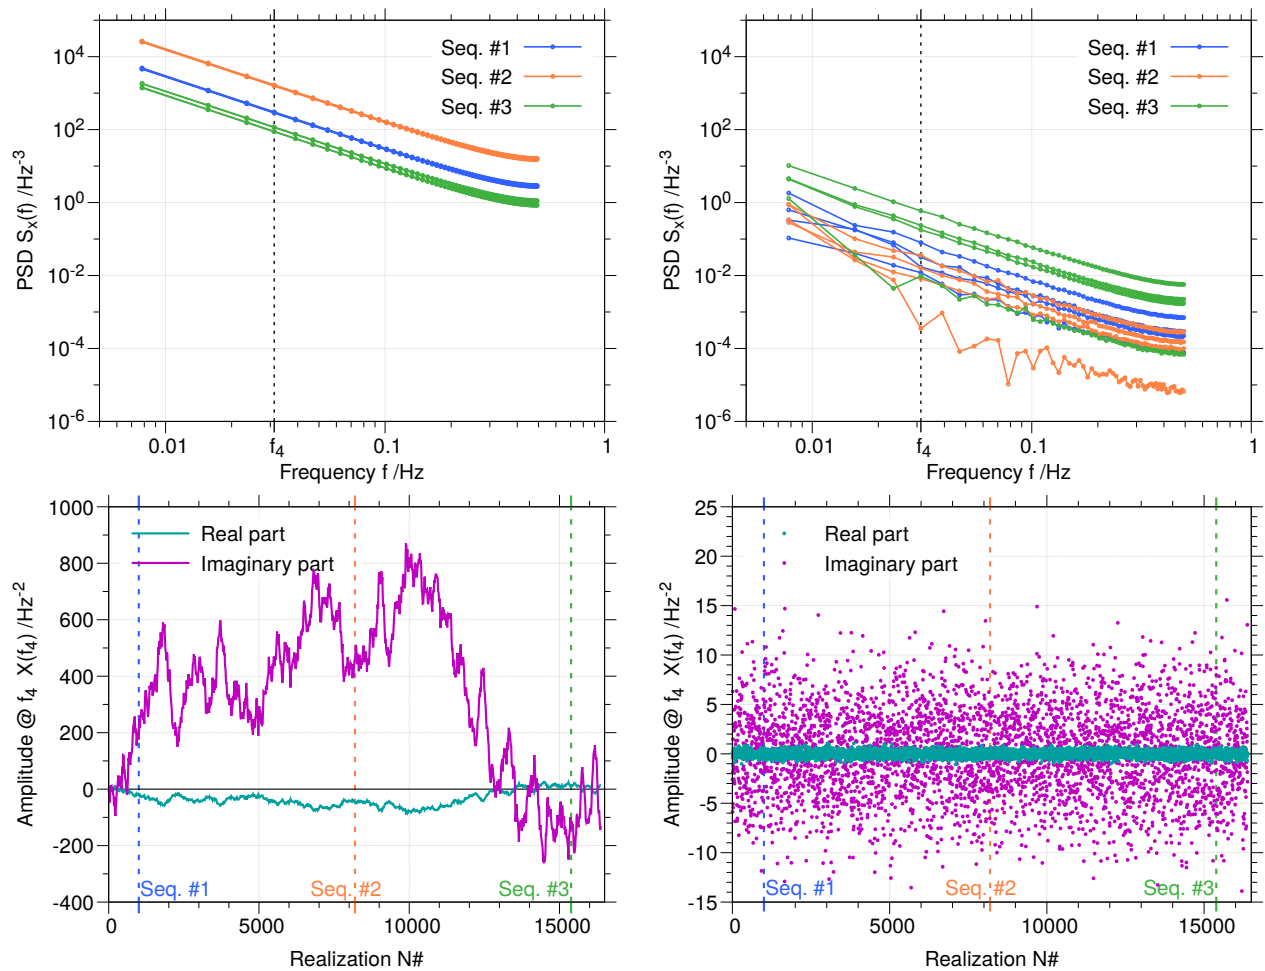 10^4
10^2
10^0
10^-2
10^-4
10^-6
PSD S_x(f) /Hz^-3
Seq. #1
Seq. #2
Seq. #3
0.01 f_4 0.1 1
Frequency f /Hz
10^4
10^2
10^0
10^-2
10^-4
10^-6
PSD S_x(f) /Hz^-3
Seq. #1
Seq. #2
Seq. #3
0.01 f_4 0.1 1
Frequency f /Hz
1000
800
600
400
200
0
-200
-400
Amplitude @ f_4 X(f_4) /Hz^-2
Real part
Imaginary part
Seq. #1 Seq. #2 Seq. #3
0 5000 10000 15000
Realization N#
25
20
15
10
5
0
-5
-10
-15
Amplitude @ f_4 X(f_4) /Hz^-2
Real part
Imaginary part
Seq. #1 Seq. #2 Seq. #3
0 5000 10000 15000
Realization N#